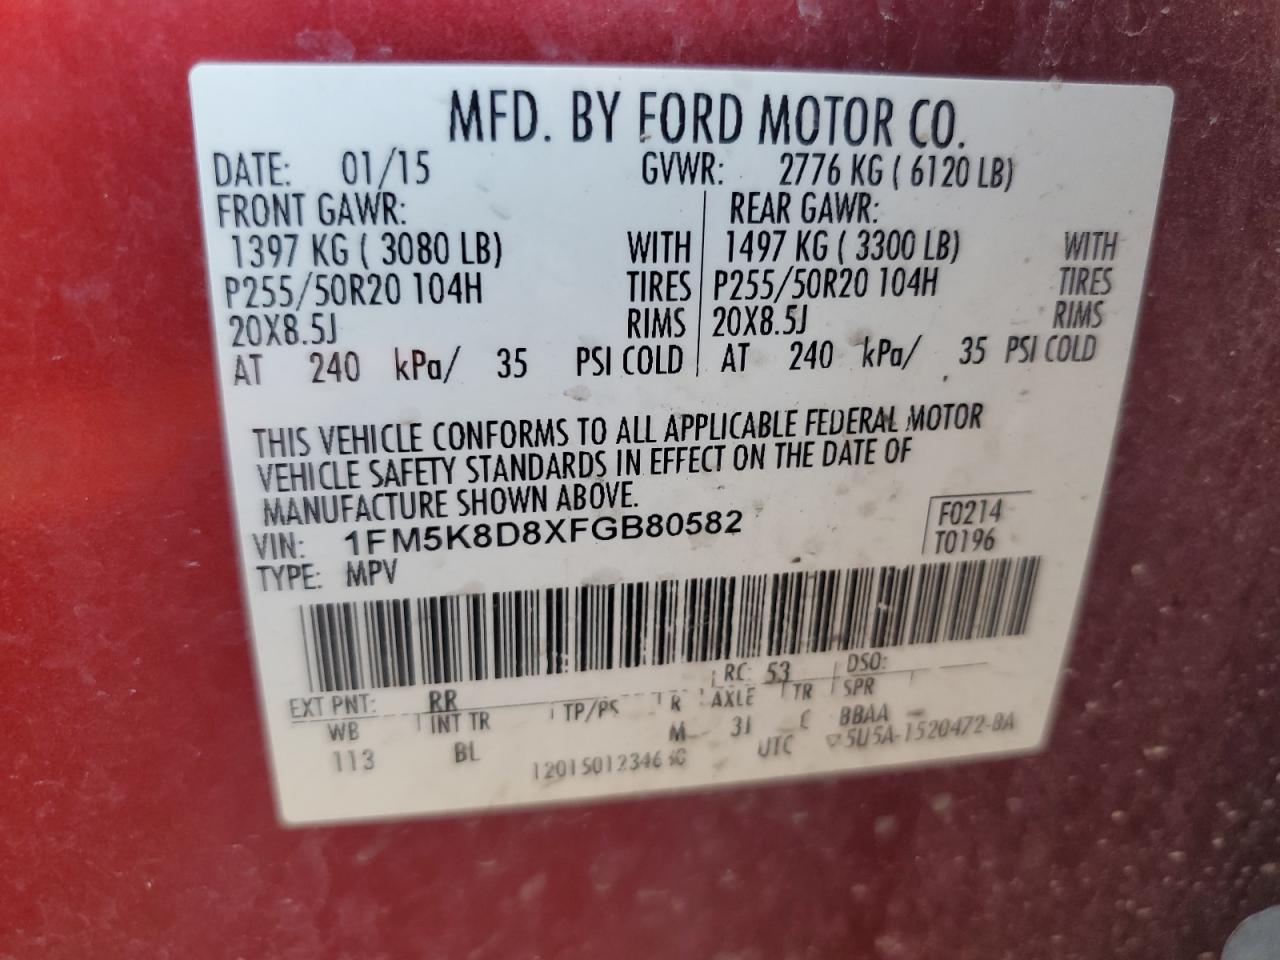 MFD. BY FORD MOTOR CO.
DATE: 01/15 GVWR: 2776 KG ( 6120 LB)
FRONT GAWR: REAR GAWR:
1397 KG ( 3080 LB) WITH 1497 KG ( 3300 LB) WITH
P255/50R20 104H TIRES P255/50R20 104H TIRES
20X8.5J RIMS 20X8.5J RIMS
AT 240 kPa/ 35 PSI COLD AT 240 kPa/ 35 PSI COLD
THIS VEHICLE CONFORMS TO ALL APPLICABLE FEDERAL MOTOR
VEHICLE SAFETY STANDARDS IN EFFECT ON THE DATE OF
MANUFACTURE SHOWN ABOVE.
VIN: 1FM5K8D8XFGB80582 F0214
TYPE: MPV T0196
EXT PNT: RR RC: 53 DSO:
WB INT TR TP/PS R AXLE TR SPR
113 BL M 31 E BBAA
UTC 5U5A-1520472-BA